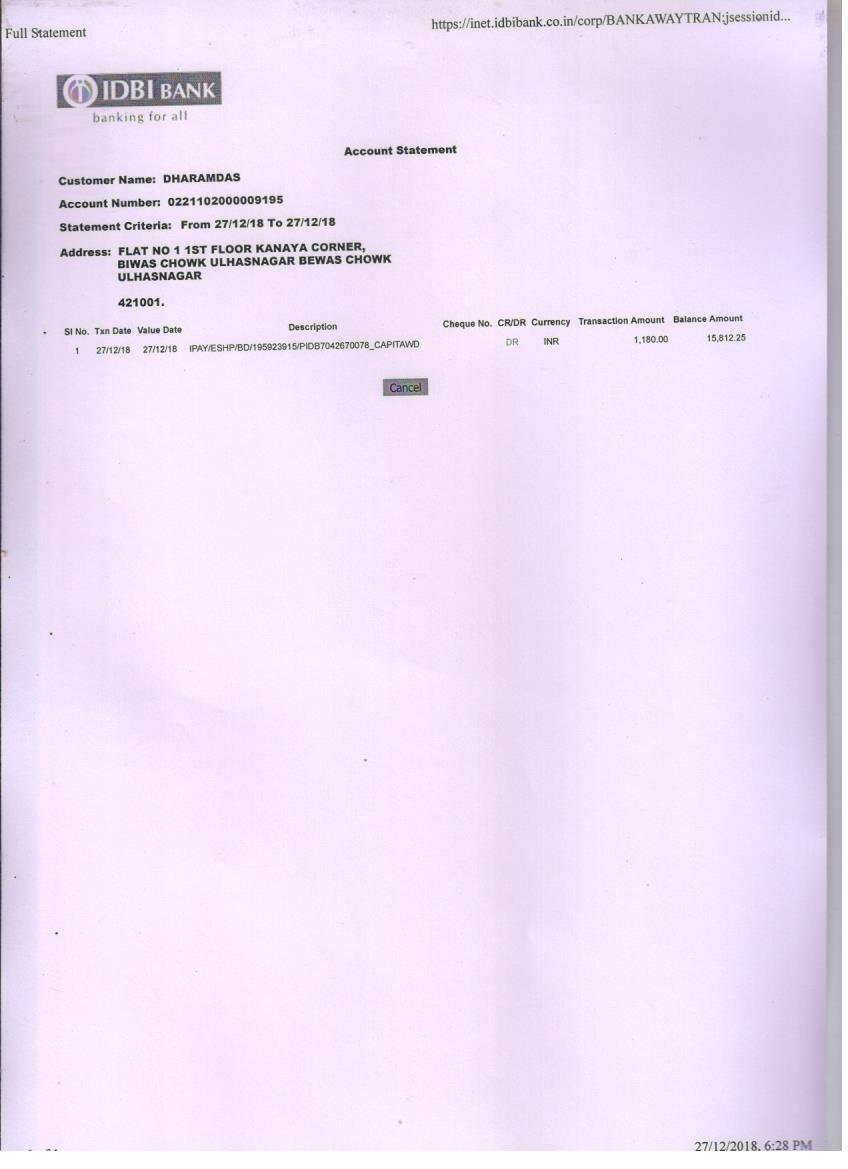 Full Statement
https://inet.idbibank.co.in/corp/BANKAWAYTRAN;jsessionid...
IDBI BANK
banking for all
Account Statement
Customer Name: DHARAMDAS
Account Number: 0221102000009195
Statement Criteria: From 27/12/18 To 27/12/18
Address: FLAT NO 1 1ST FLOOR KANAYA CORNER,
BIWAS CHOWK ULHASNAGAR BEWAS CHOWK
ULHASNAGAR
421001.
Sl No. Txn Date Value Date Description Cheque No. CR/DR Currency Transaction Amount Balance Amount
1 27/12/18 27/12/18 IPAY/ESHP/BD/195923915/PIDB7042670078_CAPITAWD DR INR 1,180.00 15,812.25
Cancel
27/12/2018, 6:28 PM